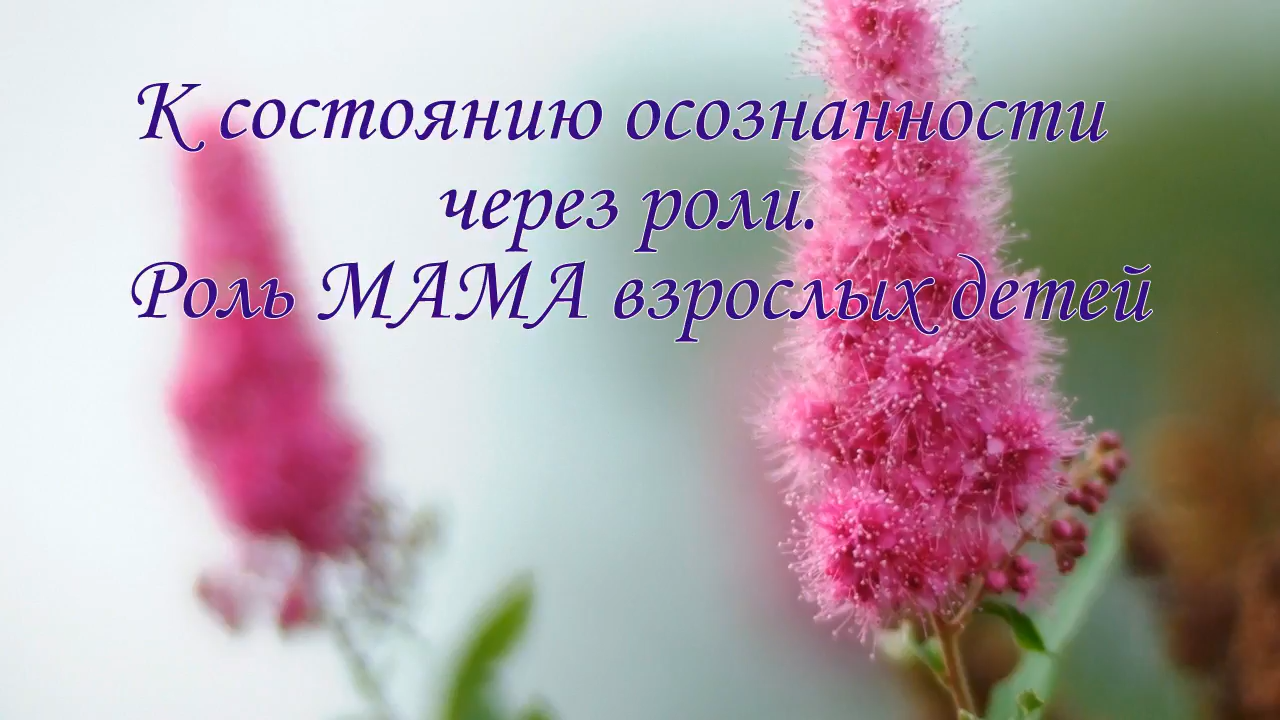 К состоянию осознанности
через роли.
Роль МАМА взрослых детей